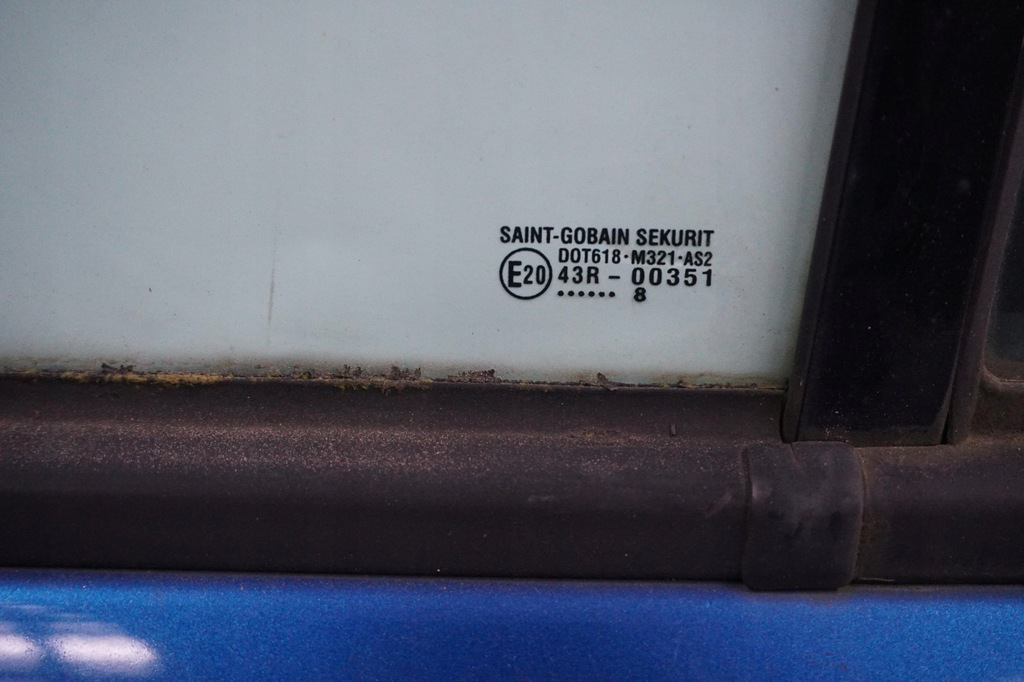 SAINT-GOBAIN SEKURIT
DOT618·M321·AS2
E20 43R - 00351
...... 8